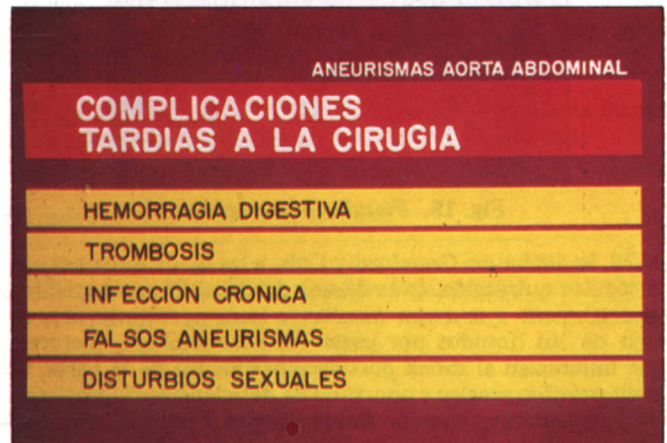 ANEURISMAS AORTA ABDOMINAL
COMPLICACIONES
TARDIAS A LA CIRUGIA
HEMORRAGIA DIGESTIVA
TROMBOSIS
INFECCION CRONICA
FALSOS ANEURISMAS
DISTURBIOS SEXUALES